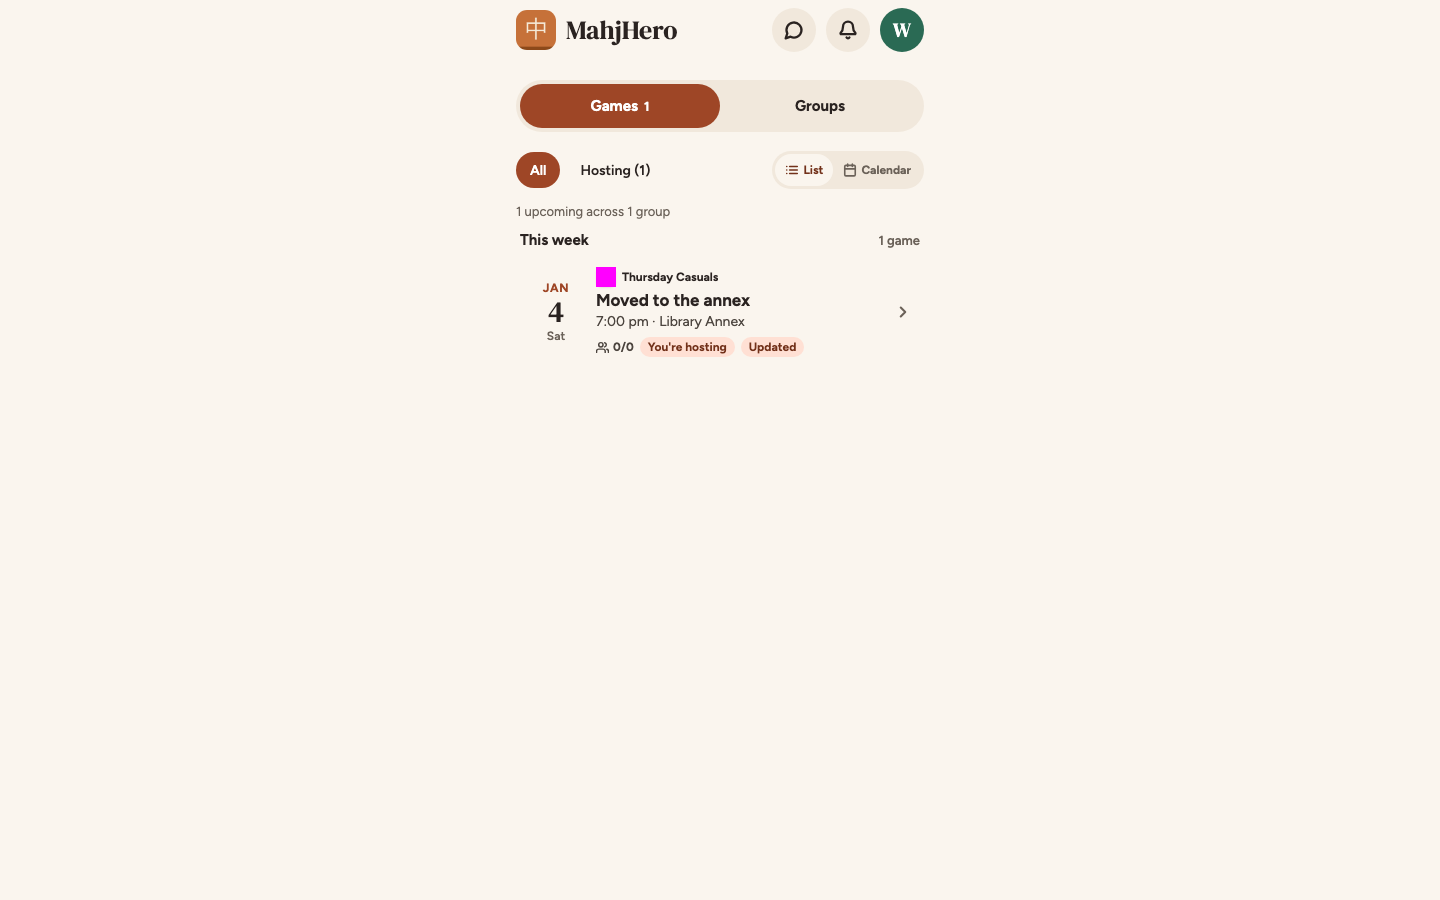 中 MahjHero W
Games 1 Groups
All Hosting (1) List Calendar
1 upcoming across 1 group
This week 1 game
JAN
4
Sat
Thursday Casuals
Moved to the annex
7:00 pm · Library Annex
0/0 You're hosting Updated